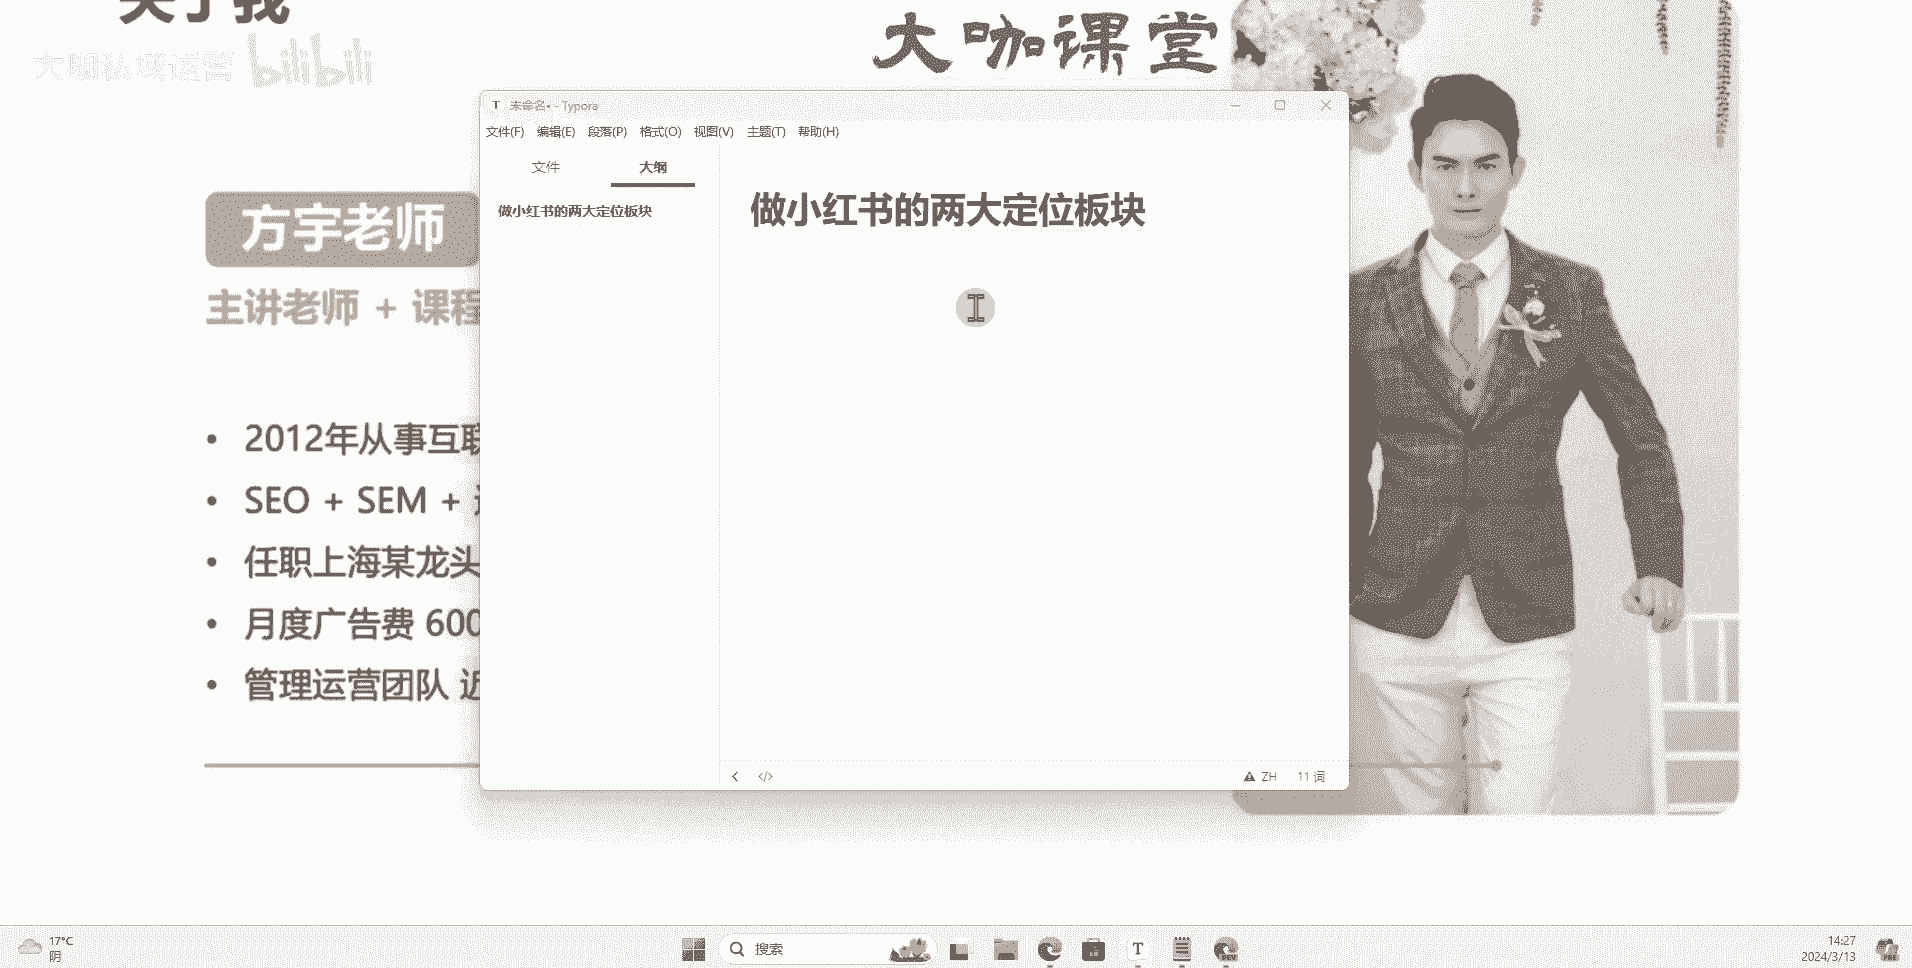 关于我
大咖私域运营 bilibili
大咖课堂
未命名• - Typora
文件(F) 编辑(E) 段落(P) 格式(O) 视图(V) 主题(T) 帮助(H)
文件 大纲
做小红书的两大定位板块
做小红书的两大定位板块
方宇老师
主讲老师 + 课程
2012年从事互联
SEO + SEM +
任职上海某龙头
月度广告费 600
管理运营团队 近
</>
ZH 11 词
17°C
阴
搜索
T
DEV
14:27
2024/3/13
PRE